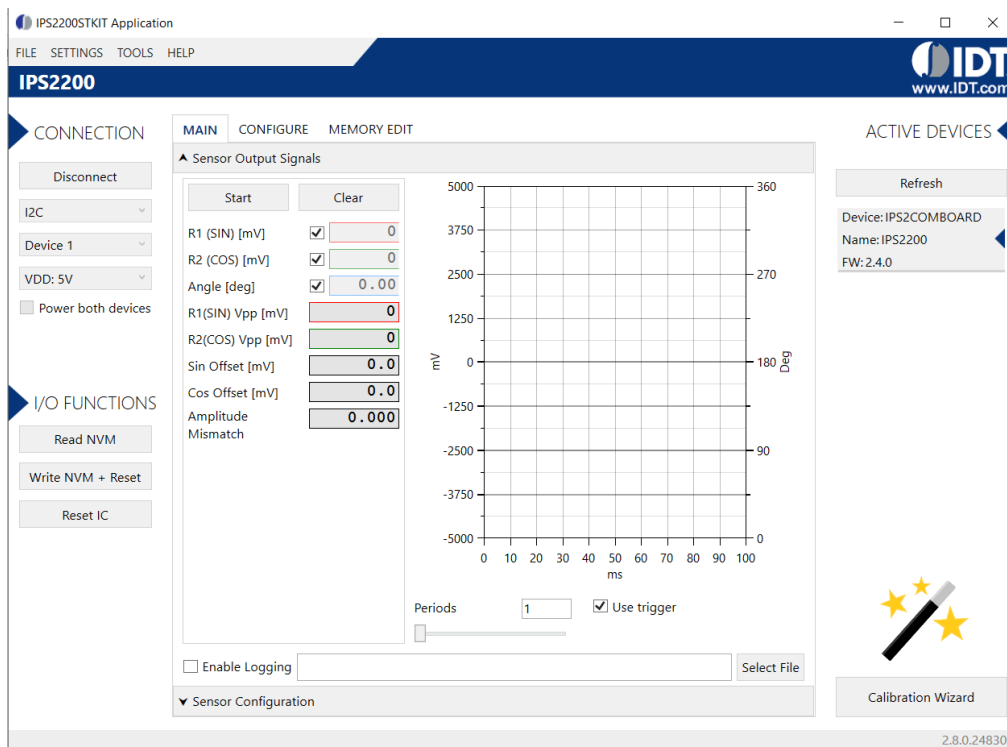 IPS2200STKIT Application
FILE SETTINGS TOOLS HELP
IDT
www.IDT.com
IPS2200
CONNECTION
Disconnect
I2C
Device 1
VDD: 5V
Power both devices
I/O FUNCTIONS
Read NVM
Write NVM + Reset
Reset IC
MAIN CONFIGURE MEMORY EDIT
Sensor Output Signals
Start Clear
R1 (SIN) [mV] 0
R2 (COS) [mV] 0
Angle [deg] 0.00
R1(SIN) Vpp [mV] 0
R2(COS) Vpp [mV] 0
Sin Offset [mV] 0.0
Cos Offset [mV] 0.0
Amplitude
Mismatch 0.000
5000 360
3750
2500 270
1250
mV 0 180 Deg
-1250
-2500 90
-3750
-5000 0
0 10 20 30 40 50 60 70 80 90 100
ms
Periods 1 Use trigger
Enable Logging Select File
Sensor Configuration
ACTIVE DEVICES
Refresh
Device: IPS2COMBOARD
Name: IPS2200
FW: 2.4.0
Calibration Wizard
2.8.0.24830